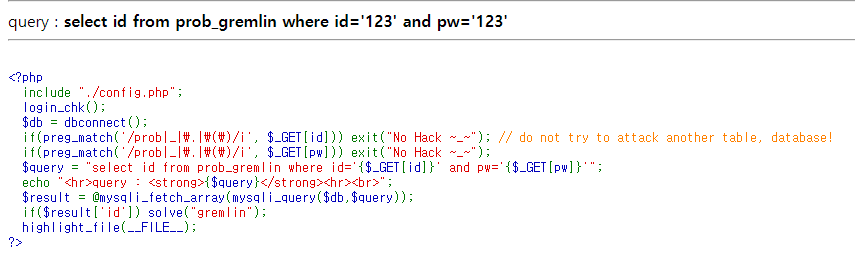 query : select id from prob_gremlin where id='123' and pw='123'
<?php
include "./config.php";
login_chk();
$db = dbconnect();
if(preg_match('/prob|_|₩.|₩(₩)/i', $_GET[id])) exit("No Hack ~_~"); // do not try to attack another table, database!
if(preg_match('/prob|_|₩.|₩(₩)/i', $_GET[pw])) exit("No Hack ~_~");
$query = "select id from prob_gremlin where id='{$_GET[id]}' and pw='{$_GET[pw]}'";
echo "<hr>query : <strong>{$query}</strong><hr><br>";
$result = @mysqli_fetch_array(mysqli_query($db,$query));
if($result['id']) solve("gremlin");
highlight_file(__FILE__);
?>